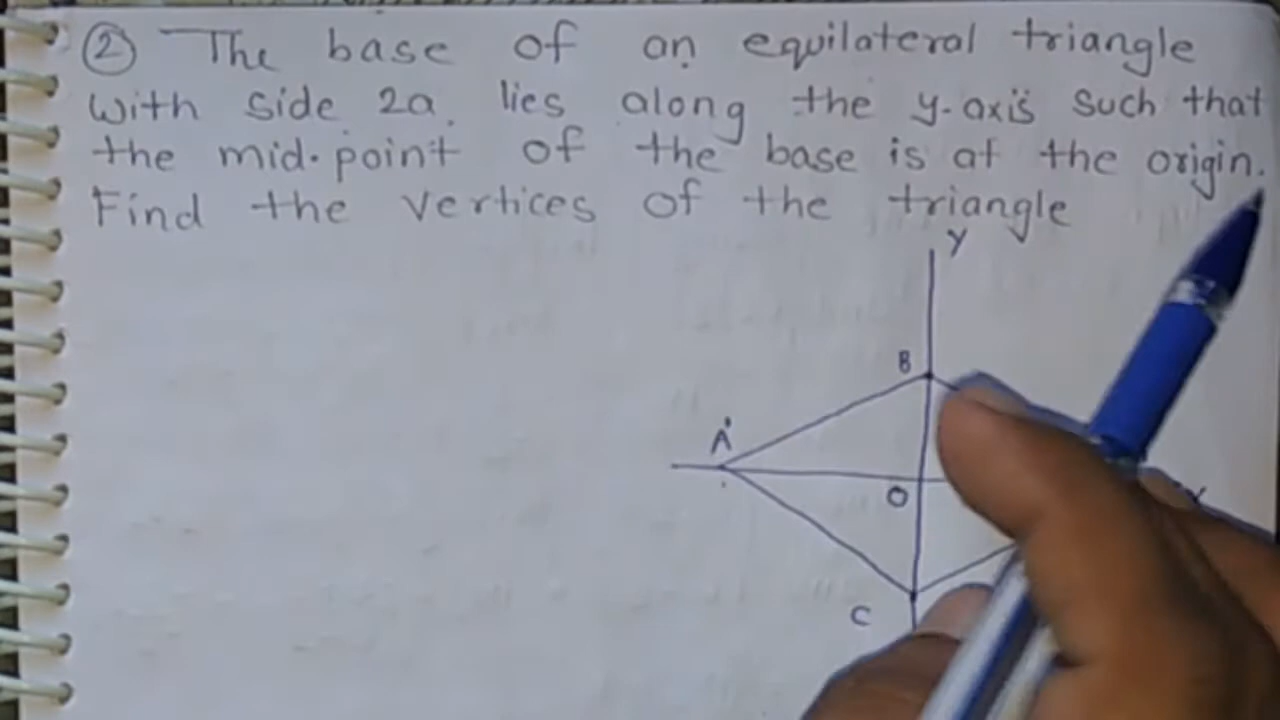 ② The base of an equilateral triangle
with side 2a. lies along the y-axis such that
the mid-point of the base is at the origin.
Find the vertices of the triangle
Y
B
A'
O
C